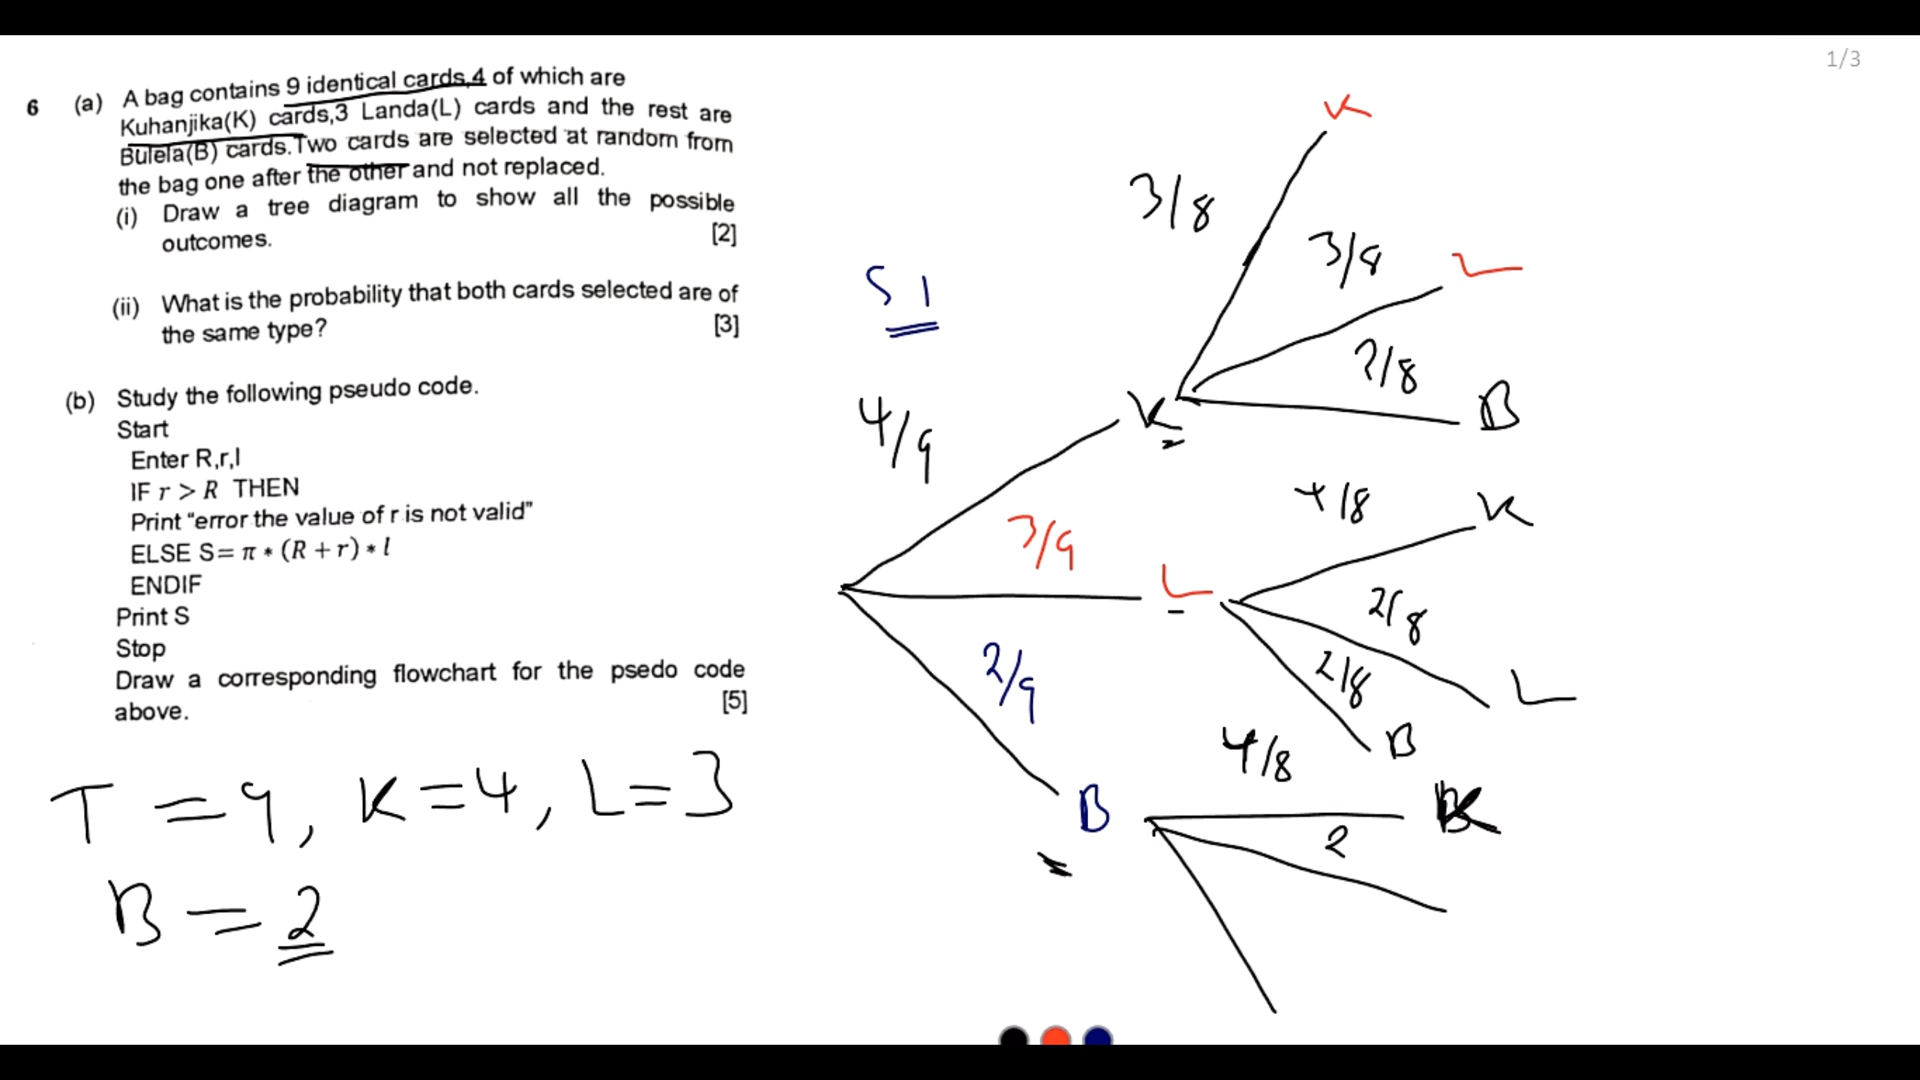 1/3
6 (a) A bag contains 9 identical cards,4 of which are
Kuhanjika(K) cards,3 Landa(L) cards and the rest are
Bulela(B) cards.Two cards are selected at random from
the bag one after the other and not replaced.
(i) Draw a tree diagram to show all the possible
outcomes. [2]
(ii) What is the probability that both cards selected are of
the same type? [3]
(b) Study the following pseudo code.
Start
Enter R,r,l
IF r > R THEN
Print “error the value of r is not valid”
ELSE S= π * (R + r) * l
ENDIF
Print S
Stop
Draw a corresponding flowchart for the psedo code
above. [5]
T = 9, K=4, L=3
B = 2
S1
4/9
K
3/8
K
3/8
L
2/8
B
3/9
L
4/8
K
2/8
L
2/8
B
2/9
B
4/8
K
2